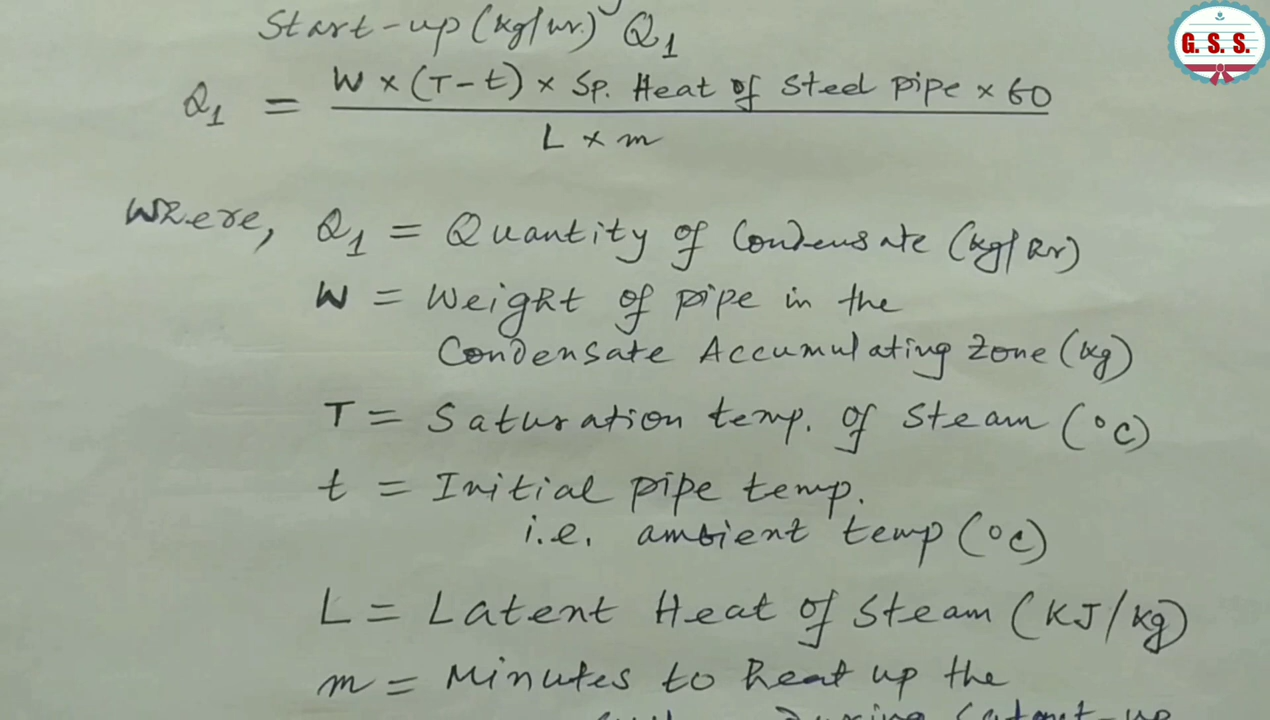 G. S. S.
Start-up (kg/hr) Q1
Q1 = W × (T-t) × Sp. Heat of Steel pipe × 60
L × m
Where, Q1 = Quantity of Condensate (kg/hr)
W = Weight of pipe in the
Condensate Accumulating Zone (kg)
T = Saturation temp. of Steam (°C)
t = Initial pipe temp.
i.e. ambient temp (°C)
L = Latent Heat of Steam (KJ/kg)
m = Minutes to heat up the
during